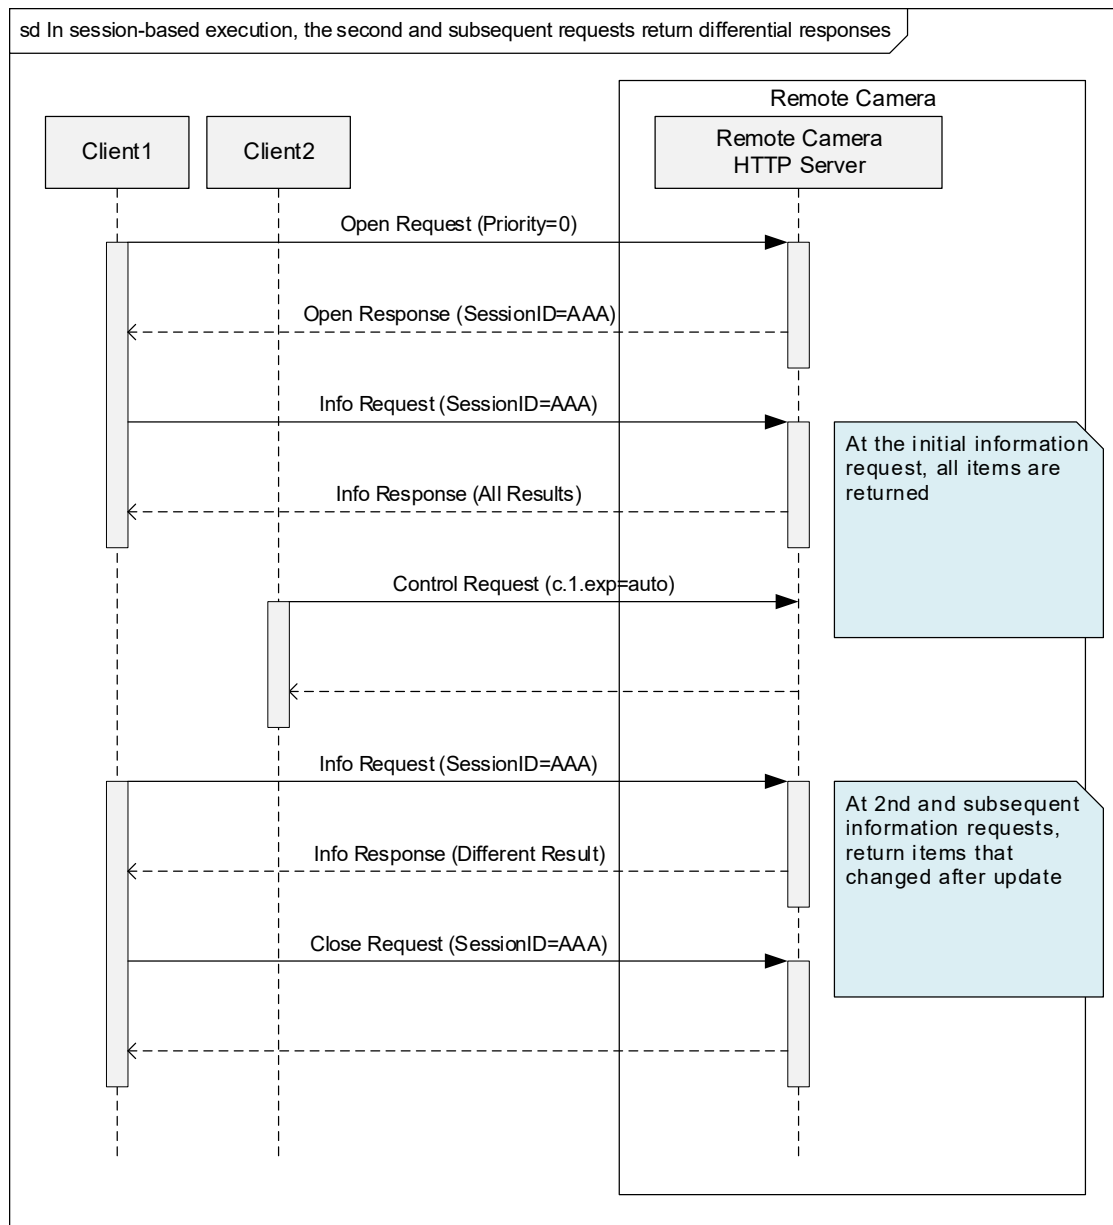 sd In session-based execution, the second and subsequent requests return differential responses
Remote Camera
Client1
Client2
Remote Camera
HTTP Server
Open Request (Priority=0)
Open Response (SessionID=AAA)
Info Request (SessionID=AAA)
At the initial information
request, all items are
returned
Info Response (All Results)
Control Request (c.1.exp=auto)
Info Request (SessionID=AAA)
At 2nd and subsequent
information requests,
return items that
changed after update
Info Response (Different Result)
Close Request (SessionID=AAA)